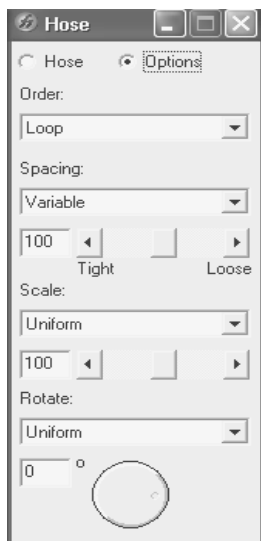 Hose
Hose Options
Order:
Loop
Spacing:
Variable
100
Tight Loose
Scale:
Uniform
100
Rotate:
Uniform
0 °